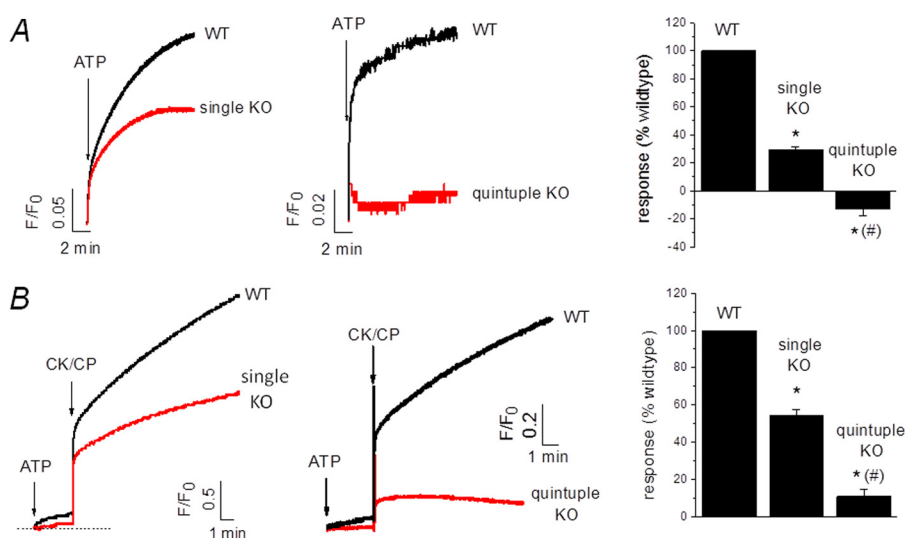 A
ATP
WT
single KO
F/F0
0.05
2 min
ATP
WT
quintuple KO
F/F0
0.02
2 min
response (% wildtype)
120
100
80
60
40
20
0
-20
-40
WT
single
KO
*
quintuple
KO
* (#)
B
ATP
CK/CP
WT
single
KO
F/F0
0.5
1 min
ATP
CK/CP
WT
quintuple
KO
F/F0
0.2
1 min
response (% wildtype)
120
100
80
60
40
20
0
WT
single
KO
*
quintuple
KO
* (#)